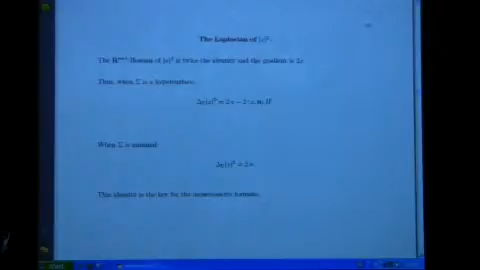 The Laplacian of |x|².
The Rⁿ⁺¹ Hessian of |x|² is twice the identity and the gradient is 2x.
Thus, when Σ is a hypersurface,
Δ_Σ|x|² = 2n − 2⟨x, n⟩ H
When Σ is minimal
Δ_Σ|x|² = 2n
This identity is the key for the monotonicity formula.